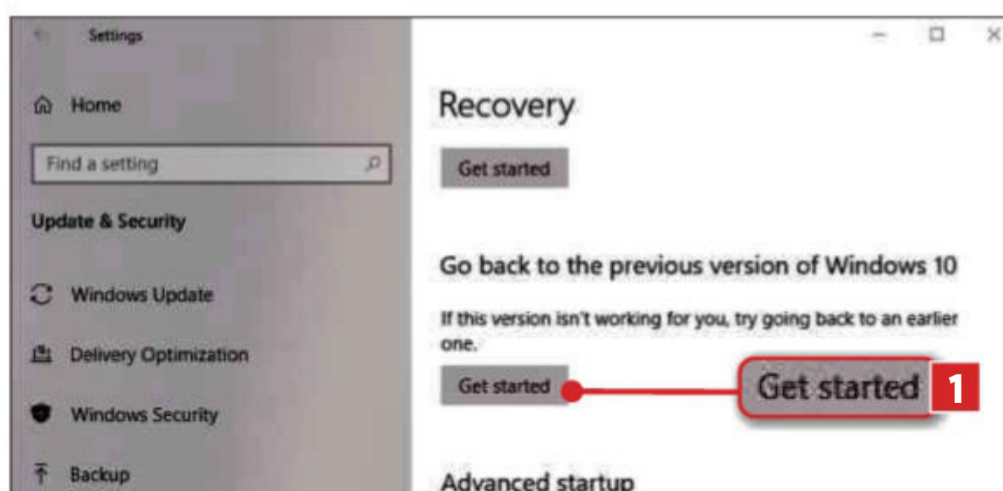 Settings
Home
Find a setting
Update & Security
Windows Update
Delivery Optimization
Windows Security
Backup
Recovery
Get started
Go back to the previous version of Windows 10
If this version isn't working for you, try going back to an earlier
one.
Get started
Get started 1
Advanced startup